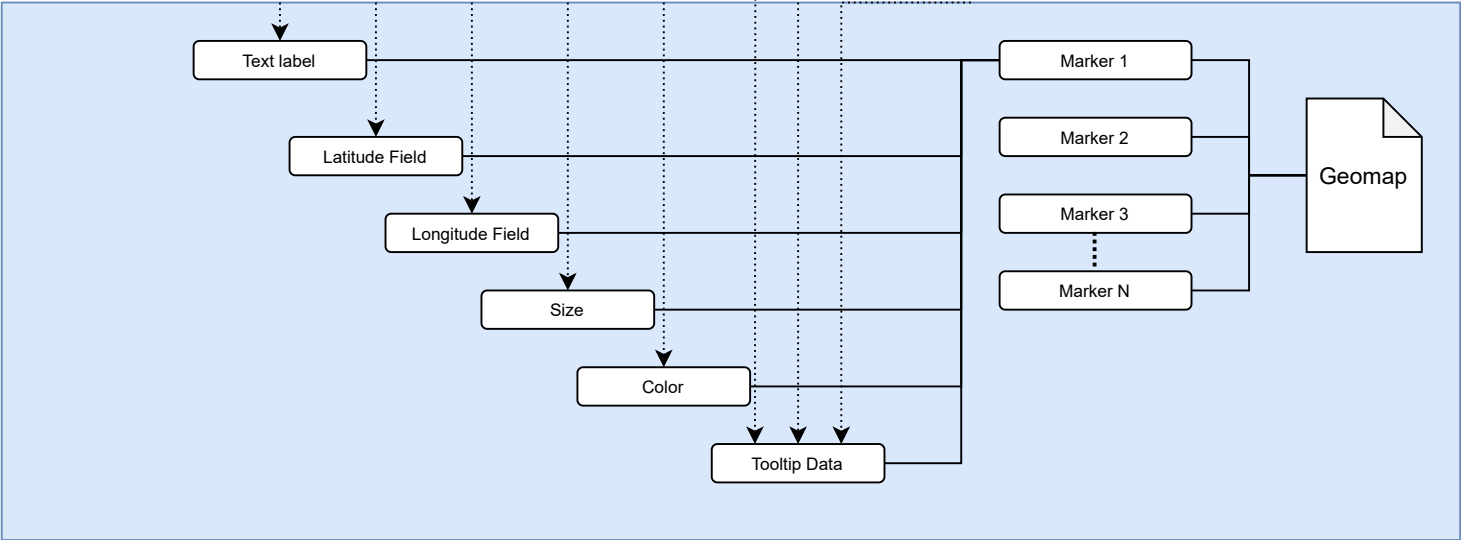 Text label
Marker 1
Marker 2
Latitude Field
Geomap
Marker 3
Longitude Field
Marker N
Size
Color
Tooltip Data